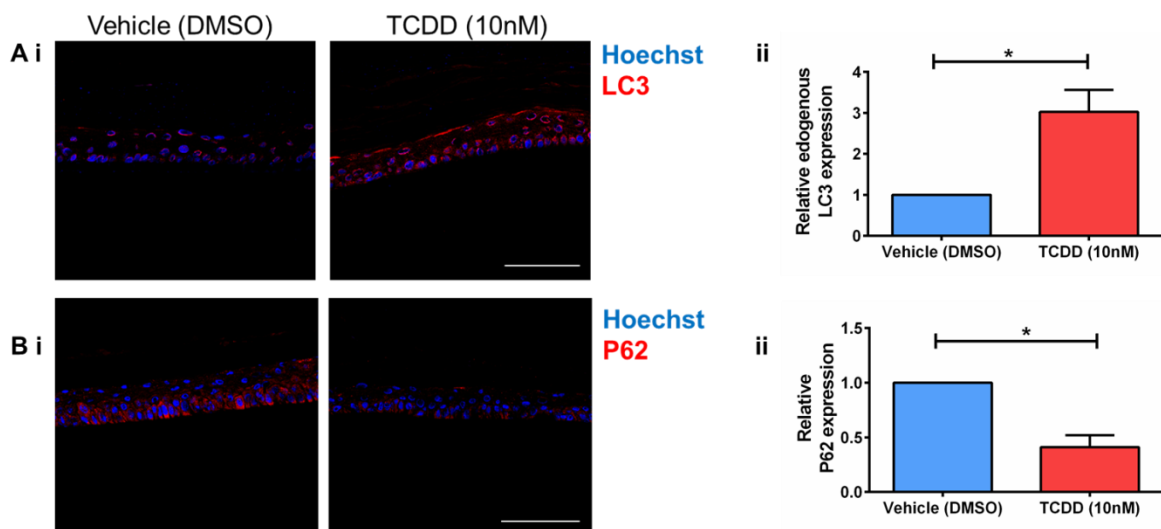 Vehicle (DMSO)
TCDD (10nM)
A i
Hoechst
LC3
ii
Relative edogenous
LC3 expression
4
3
2
1
0
*
Vehicle (DMSO)
TCDD (10nM)
B i
Hoechst
P62
ii
Relative
P62 expression
1.5
1.0
0.5
0.0
*
Vehicle (DMSO)
TCDD (10nM)